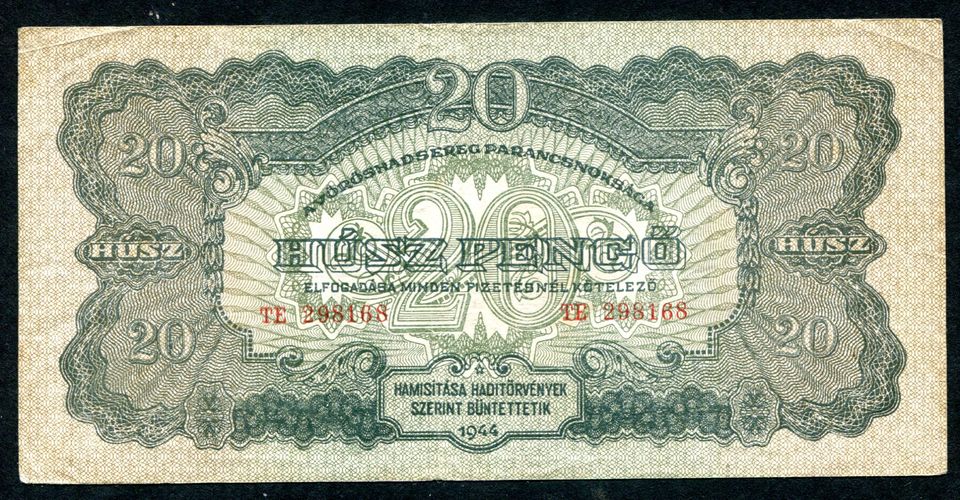 20
A VÖRÖSHADSEREG PARANCSNOKSÁGA
20 20
20
HÚSZ HÚSZ PENGŐ HÚSZ
ELFOGADÁSA MINDEN FIZETÉSNÉL KÖTELEZŐ
TE 298168 TE 298168
20 20
HAMISITÁSA HADITÖRVÉNYEK
SZERINT BÜNTETTETIK
1944